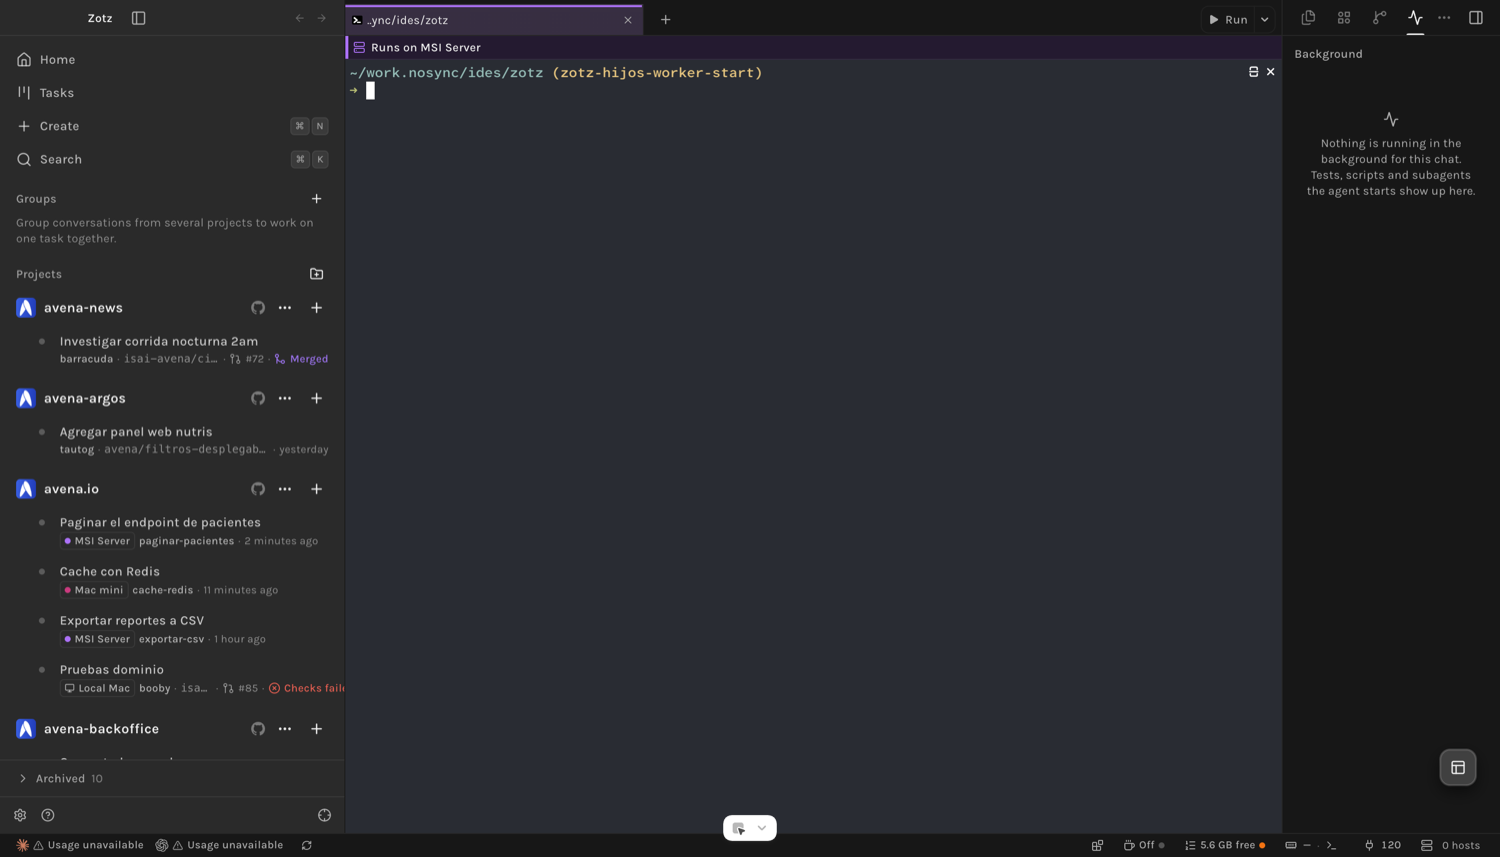 Zotz
Home
Tasks
Create ⌘ N
Search ⌘ K
Groups
Group conversations from several projects to work on
one task together.
Projects
avena-news
Investigar corrida nocturna 2am
barracuda · isai-avena/ci… · #72 · Merged
avena-argos
Agregar panel web nutris
tautog · avena/filtros-desplegab… · yesterday
avena.io
Paginar el endpoint de pacientes
MSI Server paginar-pacientes · 2 minutes ago
Cache con Redis
Mac mini cache-redis · 11 minutes ago
Exportar reportes a CSV
MSI Server exportar-csv · 1 hour ago
Pruebas dominio
Local Mac booby · isa… · #85 · Checks faile
avena-backoffice
Archived 10
..ync/ides/zotz
Run
Runs on MSI Server
~/work.nosync/ides/zotz (zotz-hijos-worker-start)
→
Background
Nothing is running in the
background for this chat.
Tests, scripts and subagents
the agent starts show up here.
Usage unavailable
Usage unavailable
Off
5.6 GB free
— ·
120
0 hosts